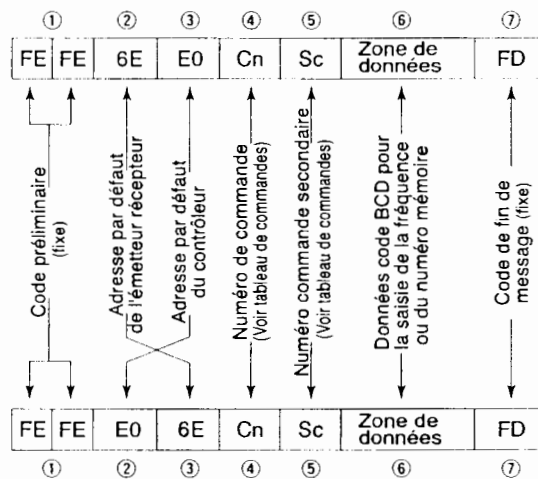 ① ② ③ ④ ⑤ ⑥ ⑦
FE FE 6E E0 Cn Sc Zone de données FD
Code préliminaire
(fixe)
Adresse par défaut
de l'émetteur récepteur
Adresse par défaut
du contrôleur
Numéro de commande
(Voir tableau de commandes)
Numéro commande secondaire
(Voir tableau de commandes)
Données code BCD pour
la saisie de la fréquence
ou du numéro mémoire
Code de fin de
message (fixe)
FE FE E0 6E Cn Sc Zone de données FD
① ② ③ ④ ⑤ ⑥ ⑦